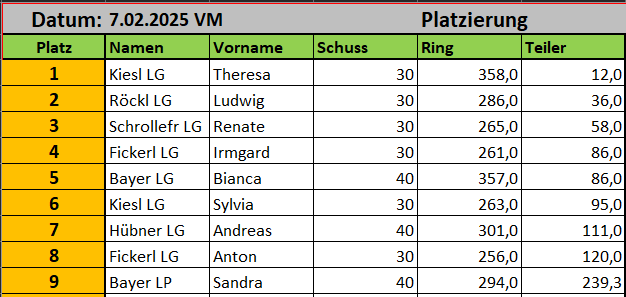 Datum: 7.02.2025 VM Platzierung
Platz Namen Vorname Schuss Ring Teiler
1 Kiesl LG Theresa 30 358,0 12,0
2 Röckl LG Ludwig 30 286,0 36,0
3 Schrollefr LG Renate 30 265,0 58,0
4 Fickerl LG Irmgard 30 261,0 86,0
5 Bayer LG Bianca 40 357,0 86,0
6 Kiesl LG Sylvia 30 263,0 95,0
7 Hübner LG Andreas 40 301,0 111,0
8 Fickerl LG Anton 30 256,0 120,0
9 Bayer LP Sandra 40 294,0 239,3